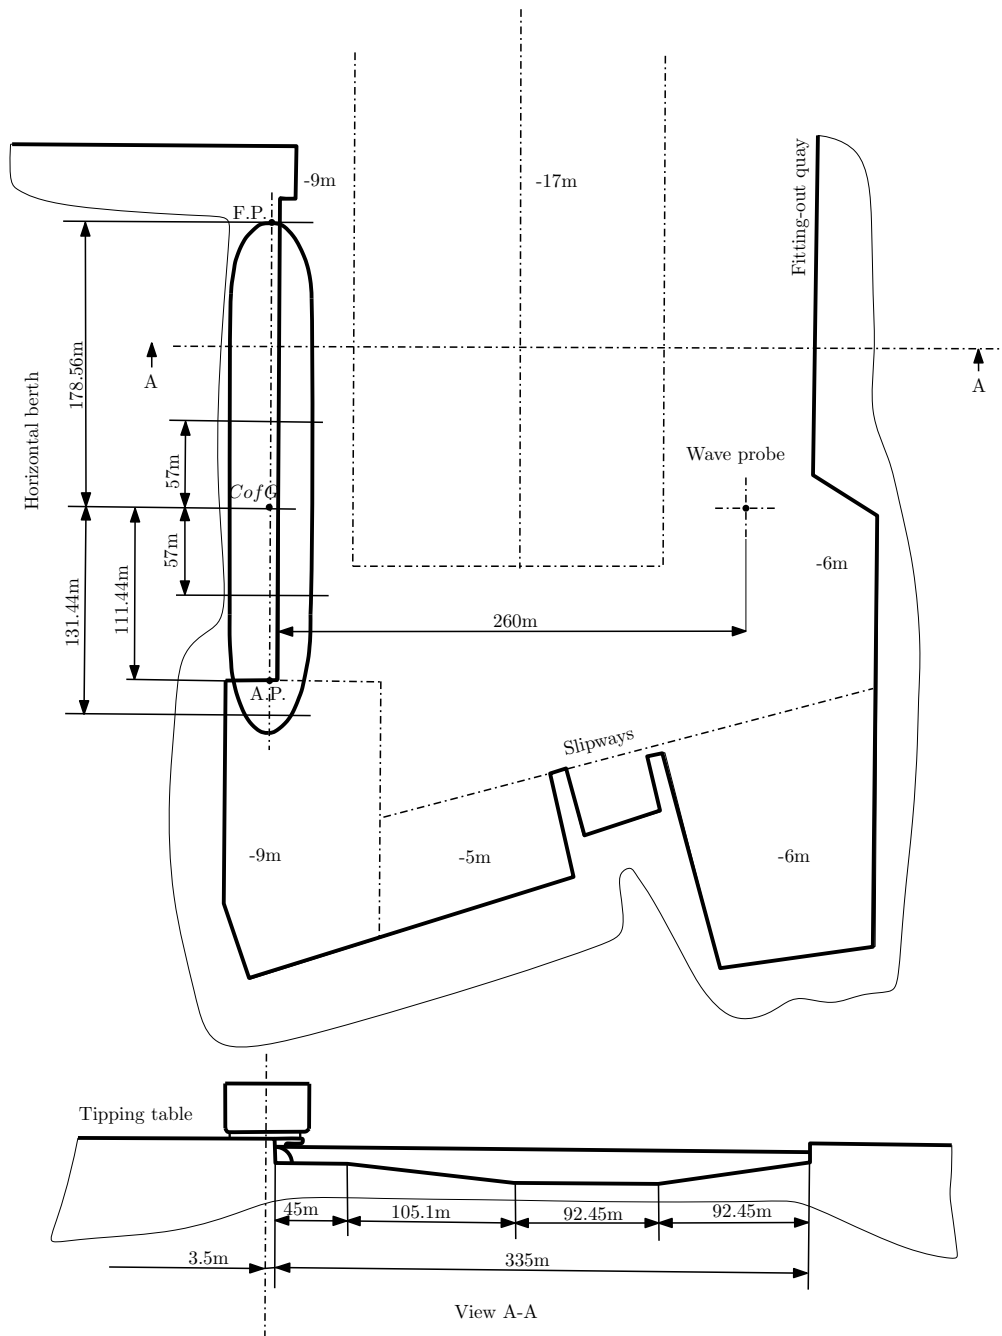 -9m
-17m
Fitting-out quay
F.P.
178.56m
A
A
Horizontal berth
57m
Wave probe
CofG
57m
-6m
131.44m
111.44m
260m
A.P.
Slipways
-9m
-5m
-6m
Tipping table
45m
105.1m
92.45m
92.45m
3.5m
335m
View A-A